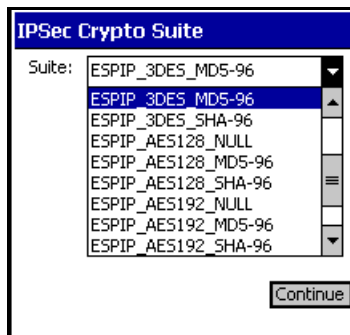 IPSec Crypto Suite
Suite: ESPIP_3DES_MD5-96
ESPIP_3DES_MD5-96
ESPIP_3DES_SHA-96
ESPIP_AES128_NULL
ESPIP_AES128_MD5-96
ESPIP_AES128_SHA-96
ESPIP_AES192_NULL
ESPIP_AES192_MD5-96
ESPIP_AES192_SHA-96
Continue